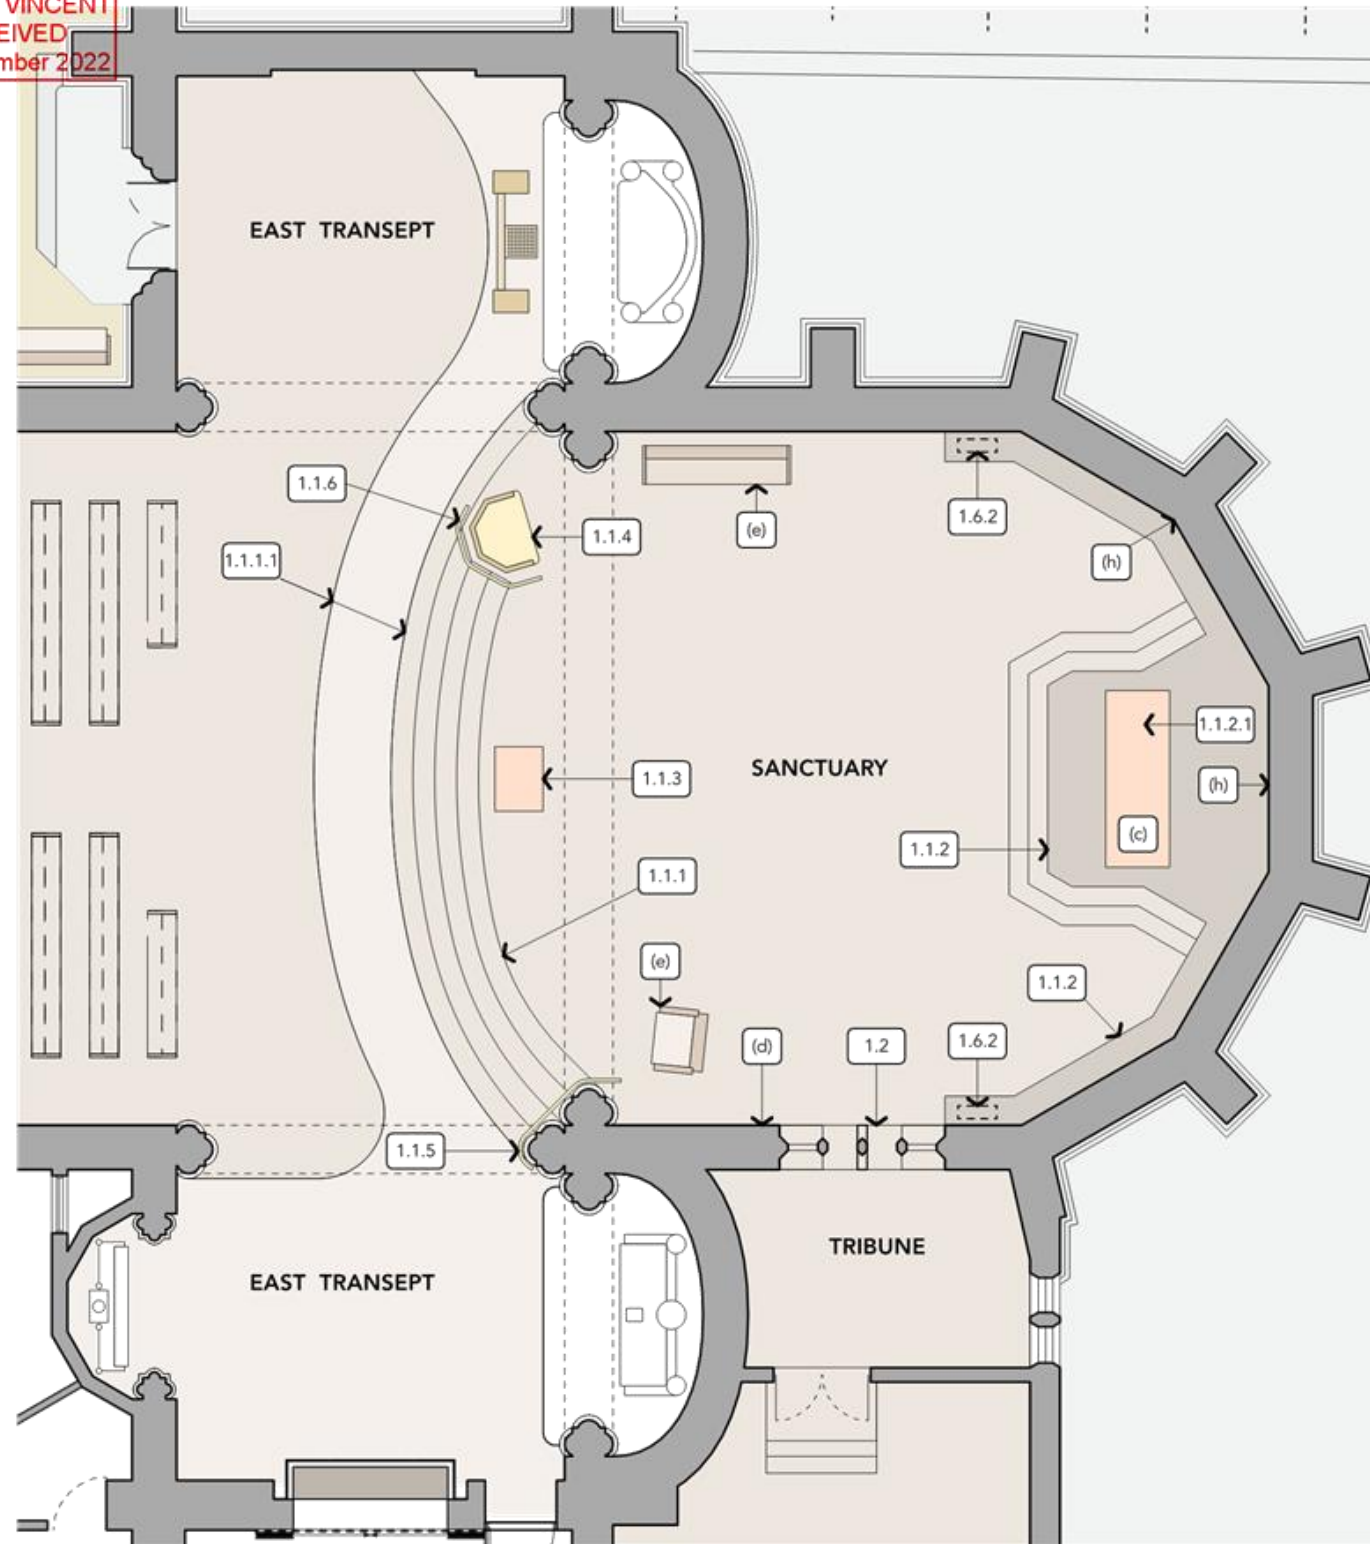 VINCENT
EIVED
mber 2022
EAST TRANSEPT
1.1.6
1.1.4
(e)
1.6.2
1.1.1.1
(h)
1.1.2.1
SANCTUARY
1.1.3
(h)
(c)
1.1.2
1.1.1
(e)
1.1.2
(d)
1.2
1.6.2
1.1.5
TRIBUNE
EAST TRANSEPT